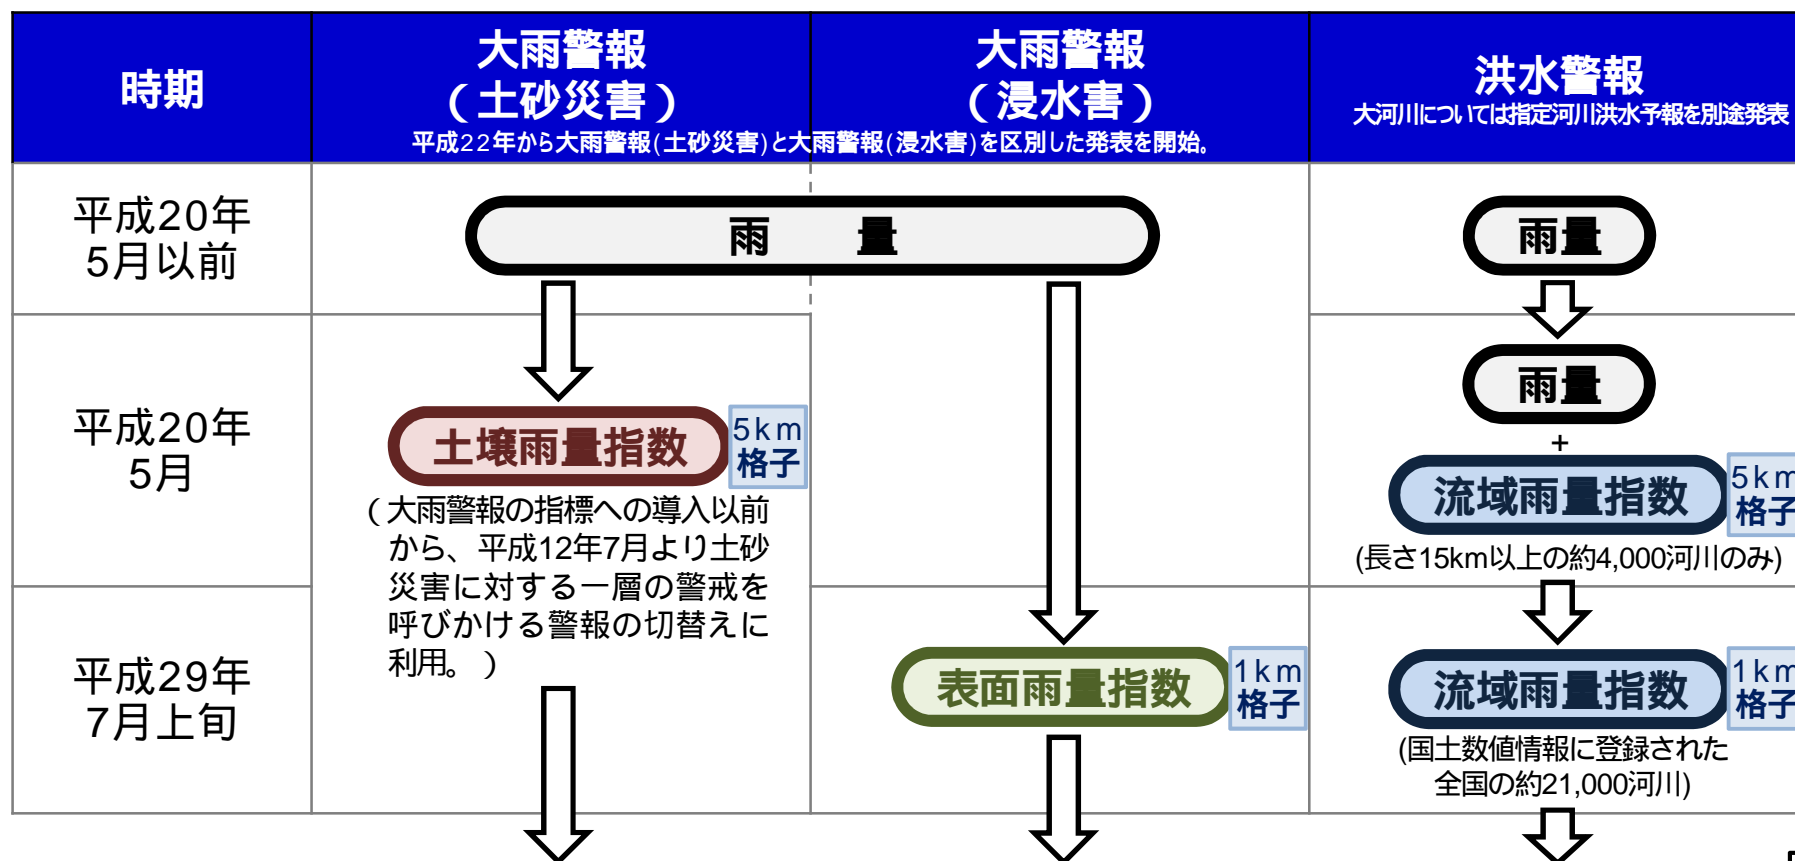 時期
大雨警報
（土砂災害）
大雨警報
（浸水害）
平成22年から大雨警報(土砂災害)と大雨警報(浸水害)を区別した発表を開始。
洪水警報
大河川については指定河川洪水予報を別途発表
平成20年
5月以前
雨　量
雨量
平成20年
5月
土壌雨量指数
5km
格子
（大雨警報の指標への導入以前
から、平成12年7月より土砂
災害に対する一層の警戒を
呼びかける警報の切替えに
利用。）
雨量
+
流域雨量指数
5km
格子
(長さ15km以上の約4,000河川のみ)
平成29年
7月上旬
表面雨量指数
1km
格子
流域雨量指数
1km
格子
(国土数値情報に登録された
全国の約21,000河川)